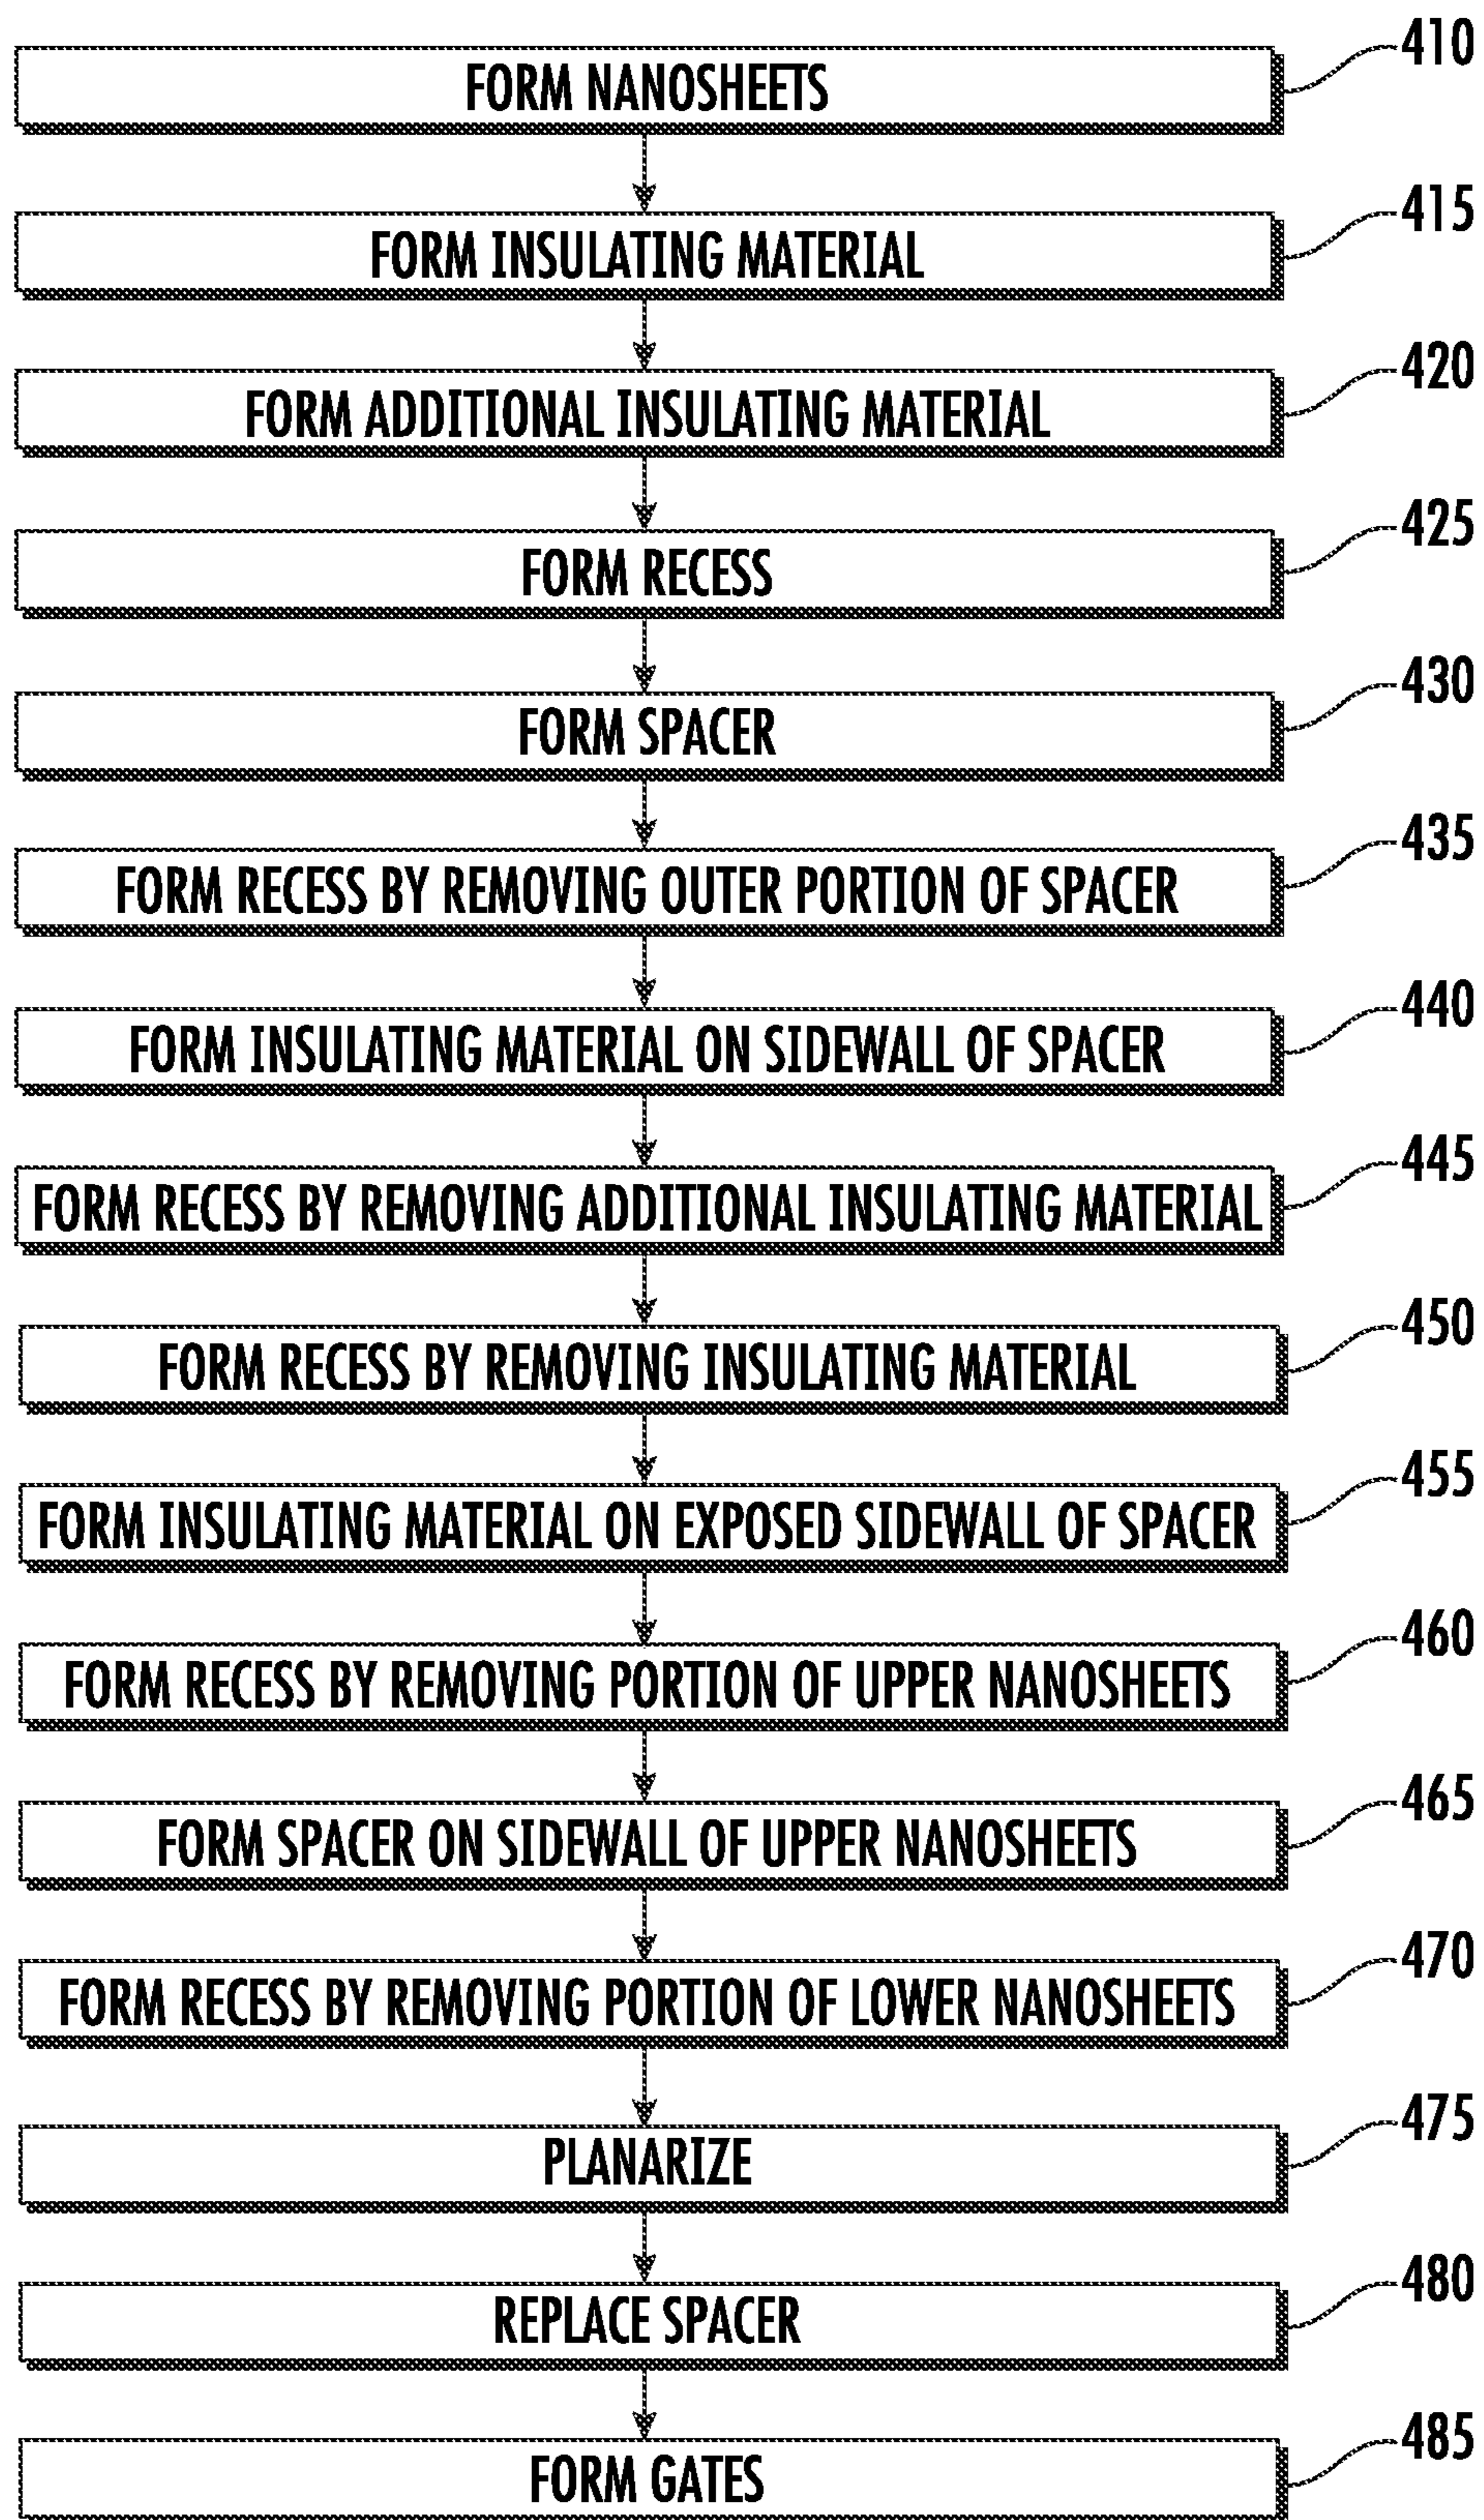 410
FORM NANOSHEETS
415
FORM INSULATING MATERIAL
420
FORM ADDITIONAL INSULATING MATERIAL
425
FORM RECESS
430
FORM SPACER
435
FORM RECESS BY REMOVING OUTER PORTION OF SPACER
440
FORM INSULATING MATERIAL ON SIDEWALL OF SPACER
445
FORM RECESS BY REMOVING ADDITIONAL INSULATING MATERIAL
450
FORM RECESS BY REMOVING INSULATING MATERIAL
455
FORM INSULATING MATERIAL ON EXPOSED SIDEWALL OF SPACER
460
FORM RECESS BY REMOVING PORTION OF UPPER NANOSHEETS
465
FORM SPACER ON SIDEWALL OF UPPER NANOSHEETS
470
FORM RECESS BY REMOVING PORTION OF LOWER NANOSHEETS
475
PLANARIZE
480
REPLACE SPACER
485
FORM GATES